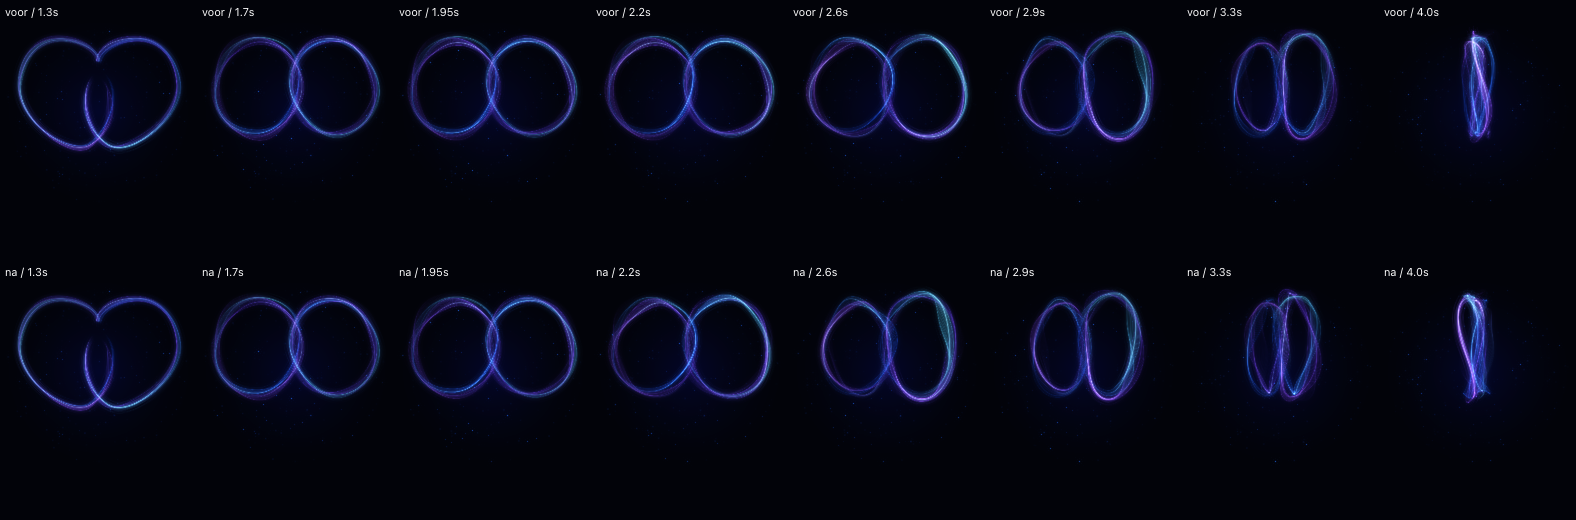 voor / 1.3s
voor / 1.7s
voor / 1.95s
voor / 2.2s
voor / 2.6s
voor / 2.9s
voor / 3.3s
voor / 4.0s
na / 1.3s
na / 1.7s
na / 1.95s
na / 2.2s
na / 2.6s
na / 2.9s
na / 3.3s
na / 4.0s